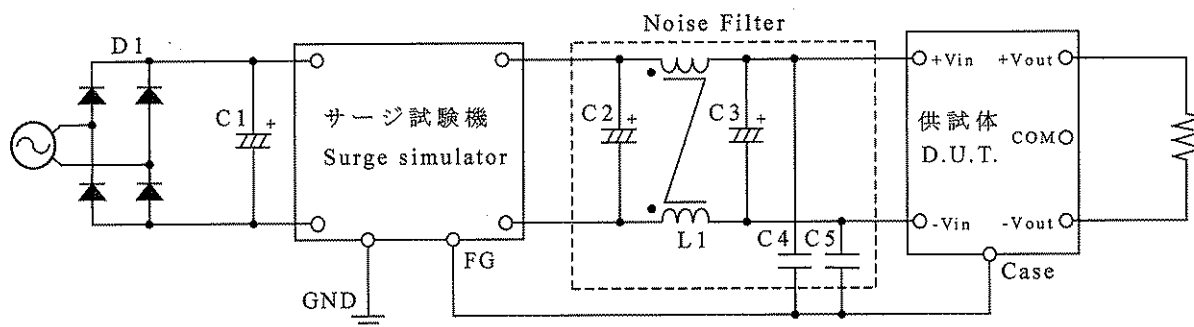 Noise Filter
D1
C1
+
サージ試験機
Surge simulator
C2
+
C3
+
L1
C4
C5
+Vin
+Vout
供試体
D.U.T.
COM
-Vin
-Vout
FG
Case
GND